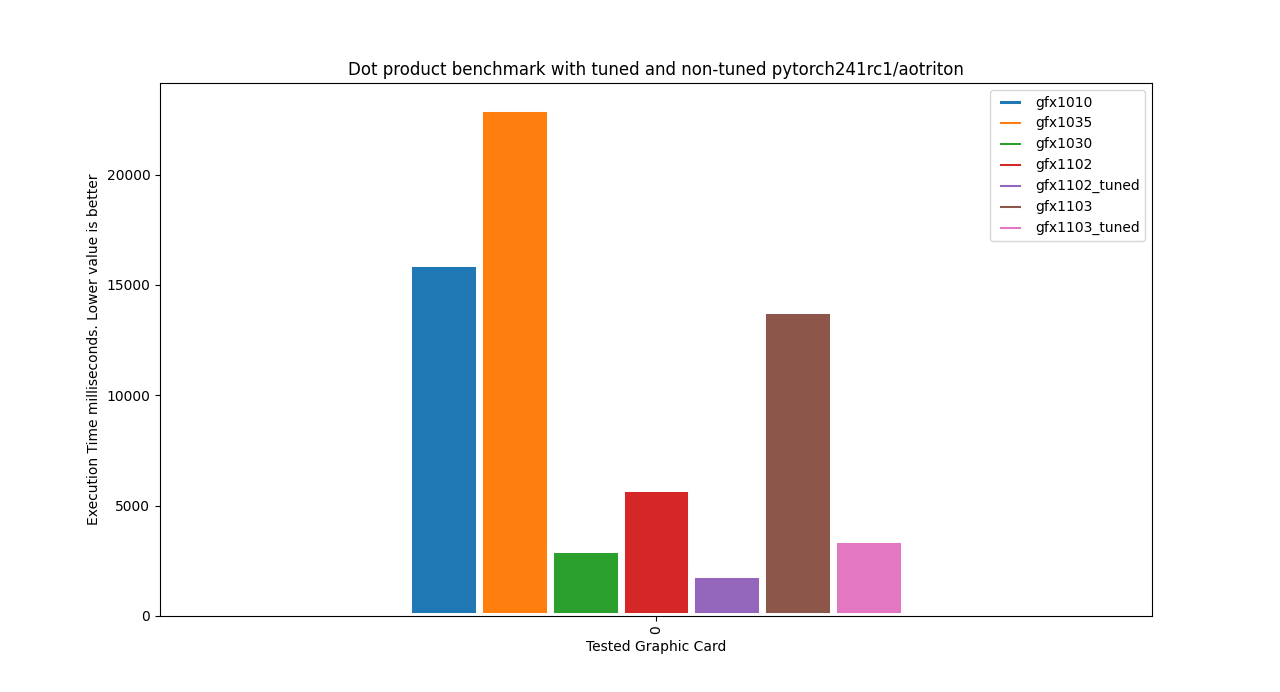 Dot product benchmark with tuned and non-tuned pytorch241rc1/aotriton
gfx1010
gfx1035
gfx1030
gfx1102
gfx1102_tuned
gfx1103
gfx1103_tuned
Execution Time milliseconds. Lower value is better
20000
15000
10000
5000
0
0
Tested Graphic Card